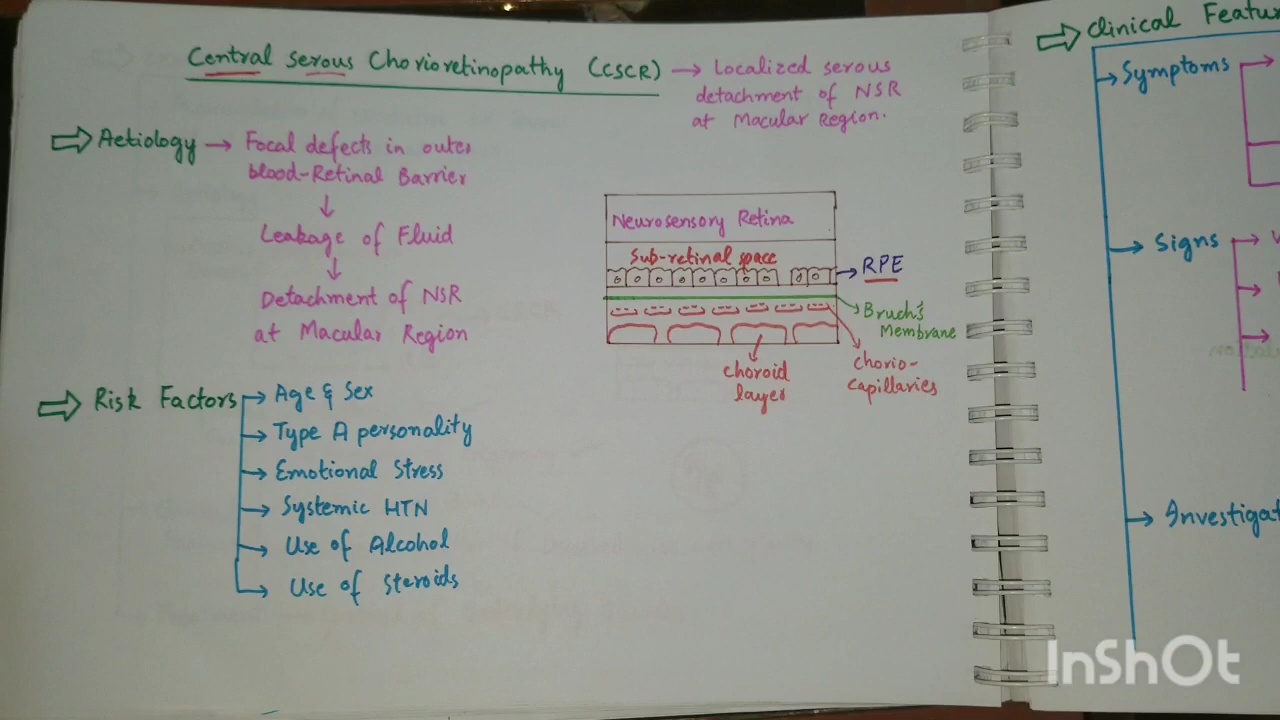 Central Serous Chorioretinopathy (CSCR) → Localized serous
detachment of NSR
at Macular Region.
⇒ Aetiology → Focal defects in outer
blood-Retinal Barrier
↓
Leakage of Fluid
↓
Detachment of NSR
at Macular Region
Neurosensory Retina
Sub-retinal space
→ RPE
Bruch's
Membrane
chorio-
capillaries
choroid
layer
⇒ Risk Factors → Age & Sex
→ Type A personality
→ Emotional Stress
→ Systemic HTN
→ Use of Alcohol
→ Use of Steroids
⇒ Clinical
→ Symptoms
→ Signs
InShOt